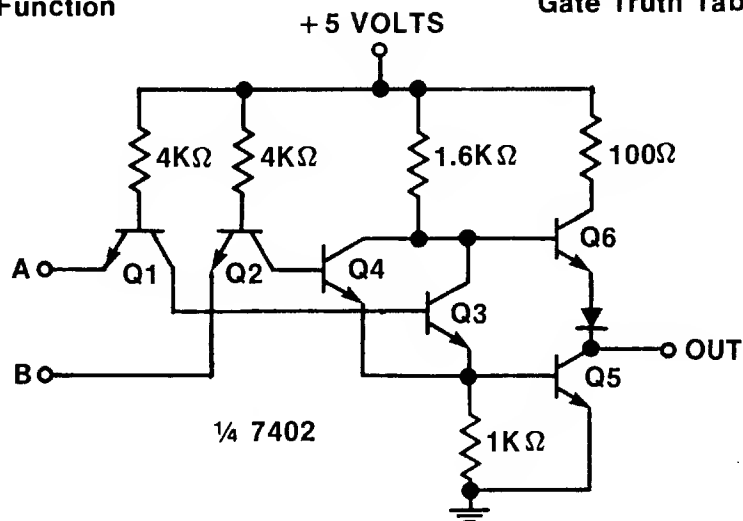 Function
Gate Truth Tab
+5 VOLTS
4KΩ
4KΩ
1.6KΩ
100Ω
A
Q1
Q2
Q4
Q6
Q3
B
OUT
Q5
¼ 7402
1KΩ